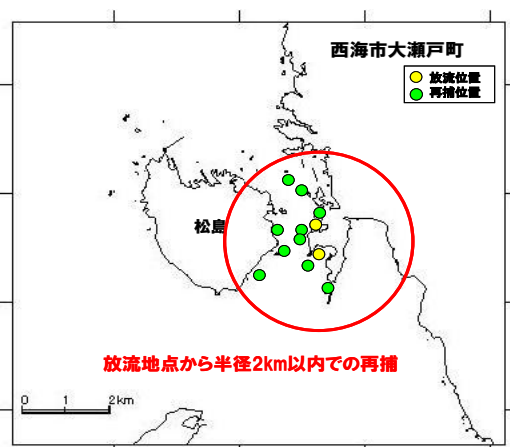 西海市大瀬戸町
放流位置
再捕位置
松島
放流地点から半径2km以内での再捕
0 1 2km